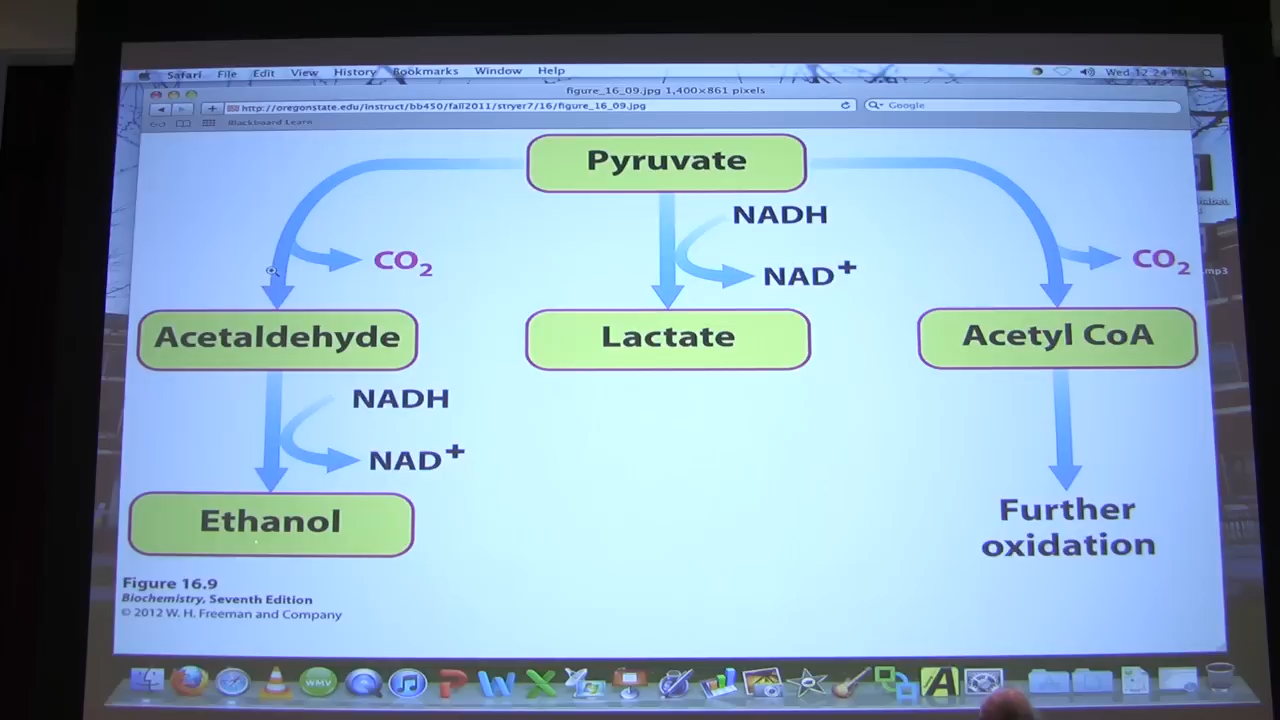 Safari File Edit View History Bookmarks Window Help
Wed 12:24 PM
figure_16_09.jpg 1,400×861 pixels
http://oregonstate.edu/instruct/bb450/fall2011/stryer7/16/figure_16_09.jpg
Google
Blackboard Learn
Pyruvate
NADH
CO2
NAD+
CO2
.mp3
Acetaldehyde
Lactate
Acetyl CoA
NADH
NAD+
Ethanol
Further
oxidation
Figure 16.9
Biochemistry, Seventh Edition
© 2012 W. H. Freeman and Company
WMV